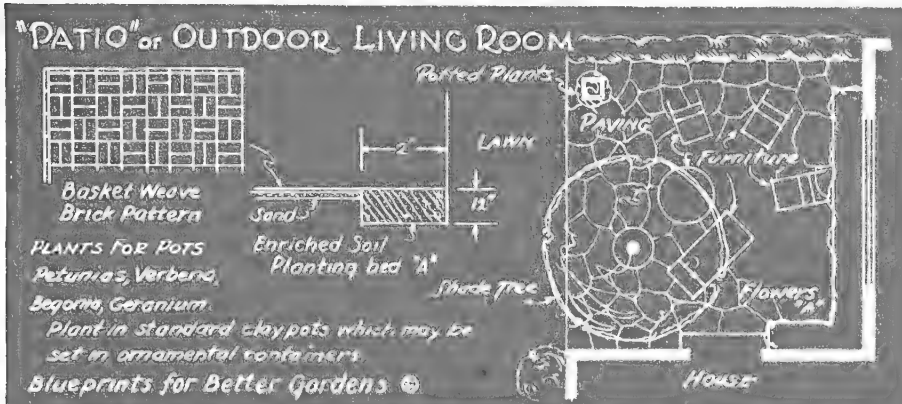 "PATIO" or OUTDOOR LIVING ROOM
Basket Weave
Brick Pattern
PLANTS FOR POTS
Petunias, Verbena,
Begonia, Geranium
Plant in standard clay pots which may be
set in ornamental containers.
Blueprints for Better Gardens
2"
LAWN
12"
Sand
Enriched Soil
Planting bed "A"
Potted Plants
PAVING
Furniture
Shade Tree
Flowers
"A"
HOUSE